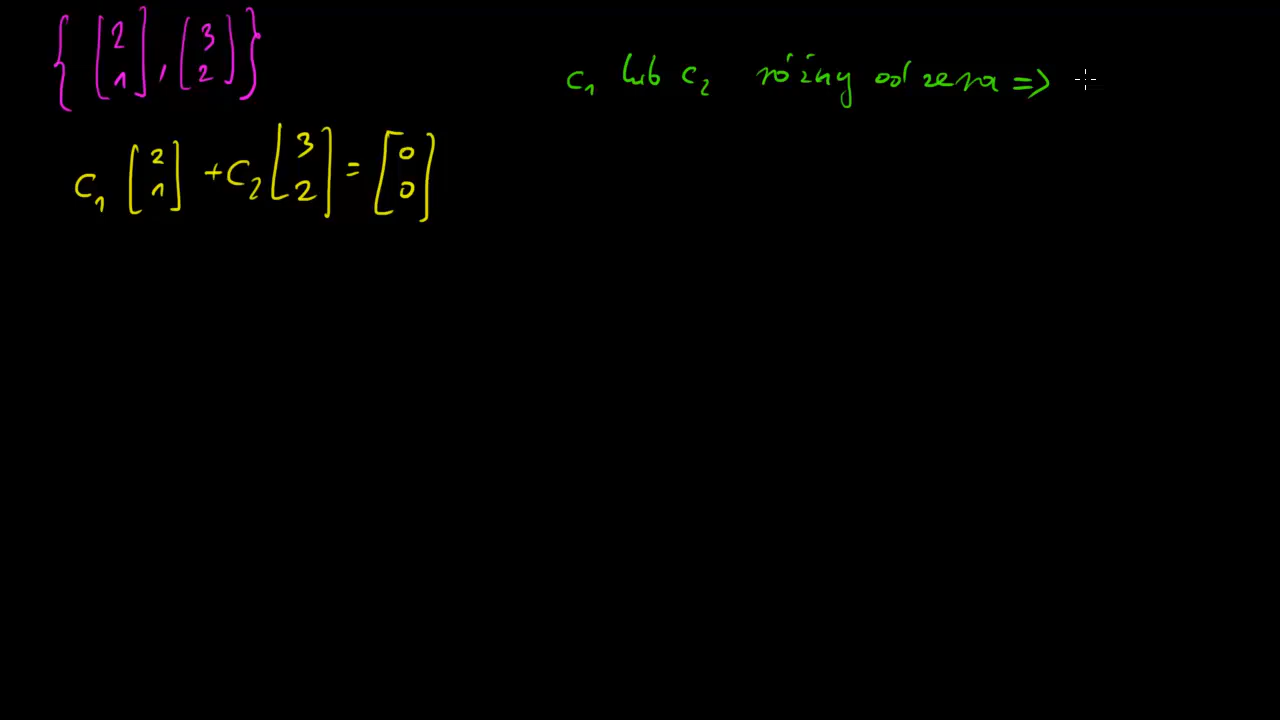 { [2 1], [3 2] }
c₁ lub c₂ różny od zera =>
c₁ [2 1] + c₂ [3 2] = [0 0]